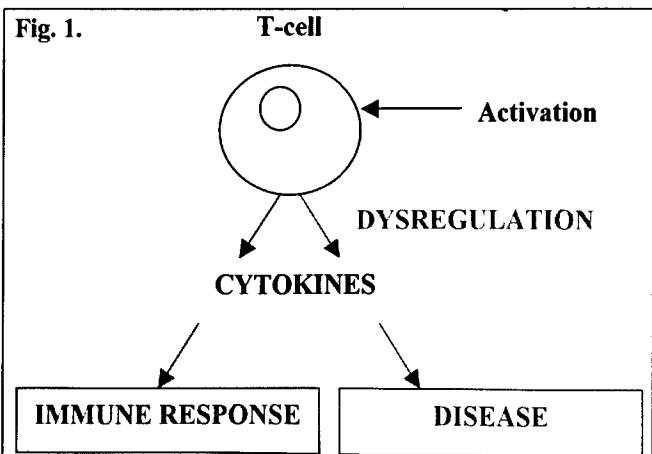 Fig. 1.
T-cell
Activation
DYSREGULATION
CYTOKINES
IMMUNE RESPONSE
DISEASE